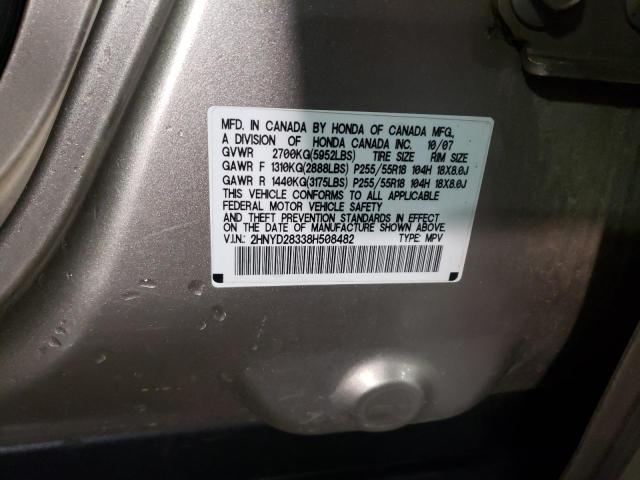 MFD. IN CANADA BY HONDA OF CANADA MFG.,
A DIVISION OF HONDA CANADA INC. 10/07
GVWR 2700KG(5952LBS) TIRE SIZE RIM SIZE
GAWR F 1310KG(2888LBS) P255/55R18 104H 18X8.0J
GAWR R 1440KG(3175LBS) P255/55R18 104H 18X8.0J
THIS VEHICLE CONFORMS TO ALL APPLICABLE
FEDERAL MOTOR VEHICLE SAFETY
AND THEFT PREVENTION STANDARDS IN EFFECT
ON THE DATE OF MANUFACTURE SHOWN ABOVE.
V.I.N.: 2HNYD28338H508482 TYPE: MPV